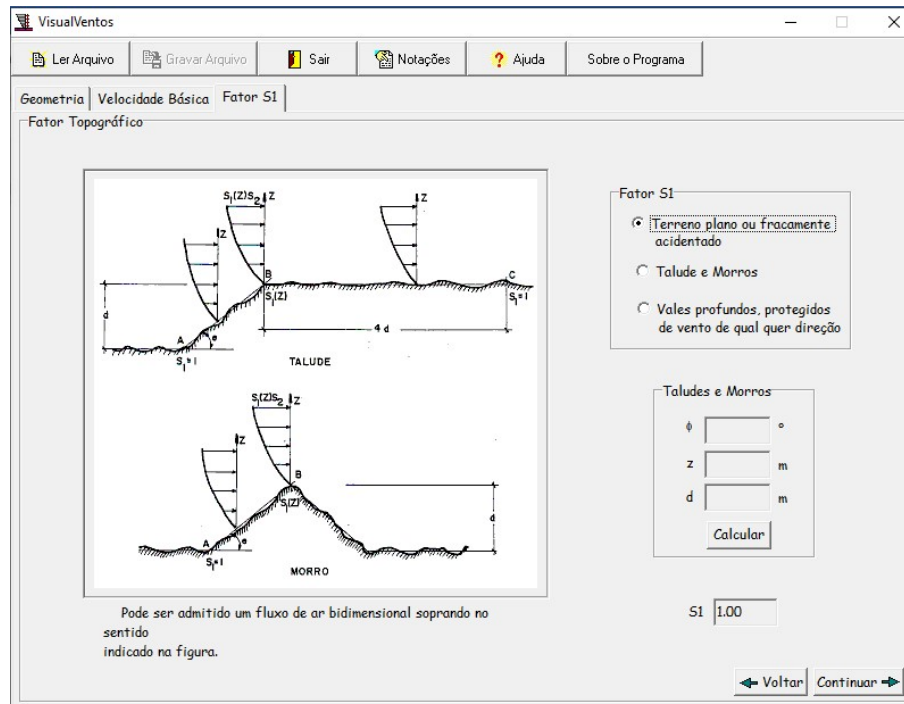 VisualVentos
Ler Arquivo
Gravar Arquivo
Sair
Notações
Ajuda
Sobre o Programa
Geometria
Velocidade Básica
Fator S1
Fator Topográfico
S₁(Z)S₂
Z
Z
Z
B
C
S₁(Z)
S₁=1
d
4 d
A
θ
S₁=1
TALUDE
S₁(Z)S₂
Z
Z
B
S₁(Z)
d
A
θ
S₁=1
MORRO
Pode ser admitido um fluxo de ar bidimensional soprando no
sentido
indicado na figura.
Fator S1
Terreno plano ou fracamente
acidentado
Talude e Morros
Vales profundos, protegidos
de vento de qual quer direção
Taludes e Morros
ϕ °
z m
d m
Calcular
S1 1.00
Voltar
Continuar